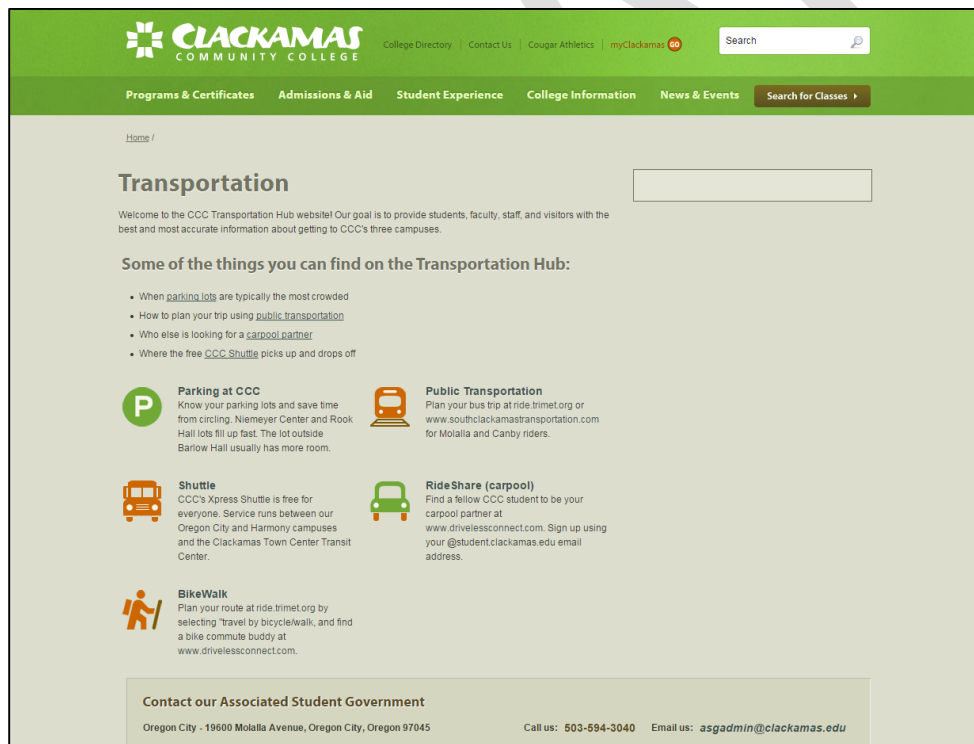 CLACKAMAS
COMMUNITY COLLEGE
College Directory | Contact Us | Cougar Athletics | myClackamas GO
Search
Programs & Certificates Admissions & Aid Student Experience College Information News & Events Search for Classes
Home /
Transportation
Welcome to the CCC Transportation Hub website! Our goal is to provide students, faculty, staff, and visitors with the
best and most accurate information about getting to CCC's three campuses.
Some of the things you can find on the Transportation Hub:
• When parking lots are typically the most crowded
• How to plan your trip using public transportation
• Who else is looking for a carpool partner
• Where the free CCC Shuttle picks up and drops off
P
Parking at CCC
Know your parking lots and save time
from circling. Niemeyer Center and Rook
Hall lots fill up fast. The lot outside
Barlow Hall usually has more room.
Public Transportation
Plan your bus trip at ride.trimet.org or
www.southclackamastransportation.com
for Molalla and Canby riders.
Shuttle
CCC's Xpress Shuttle is free for
everyone. Service runs between our
Oregon City and Harmony campuses
and the Clackamas Town Center Transit
Center.
RideShare (carpool)
Find a fellow CCC student to be your
carpool partner at
www.drivelessconnect.com. Sign up using
your @student.clackamas.edu email
address.
BikeWalk
Plan your route at ride.trimet.org by
selecting "travel by bicycle/walk, and find
a bike commute buddy at
www.drivelessconnect.com.
Contact our Associated Student Government
Oregon City - 19600 Molalla Avenue, Oregon City, Oregon 97045 Call us: 503-594-3040 Email us: asgadmin@clackamas.edu